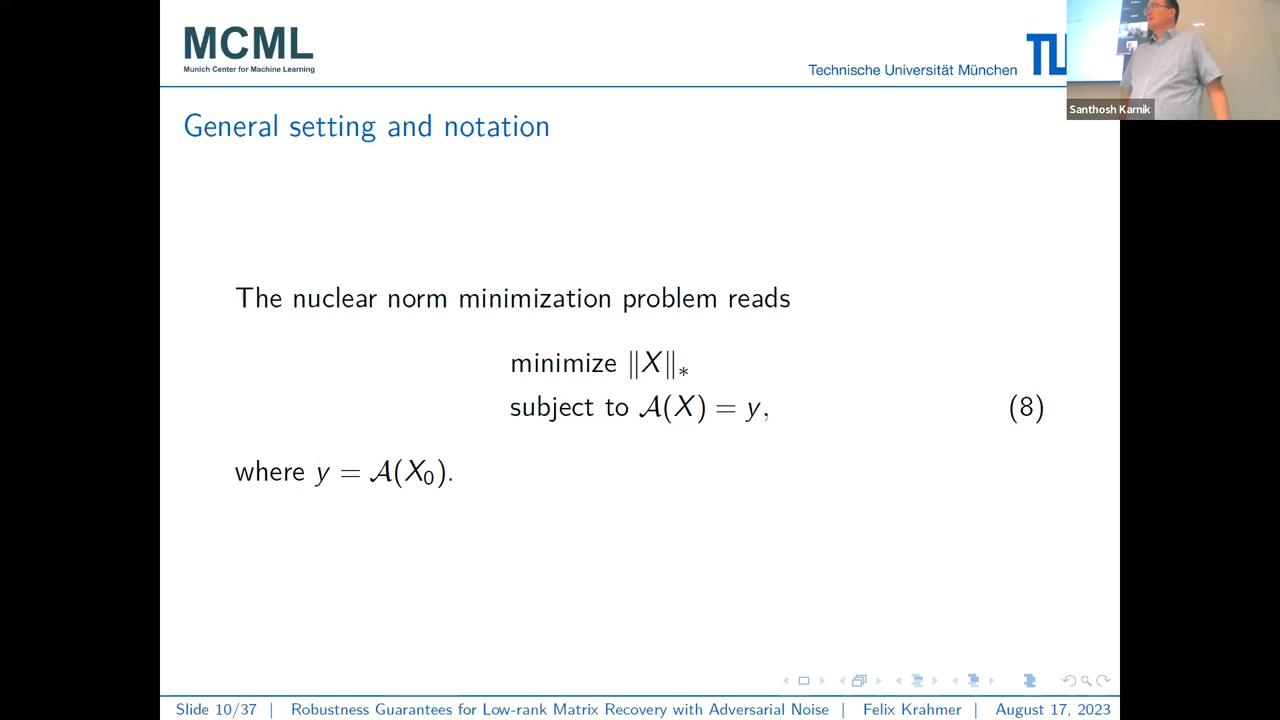 MCML
Munich Center for Machine Learning
Technische Universität München
Santhosh Karnik
General setting and notation
The nuclear norm minimization problem reads
minimize ‖X‖∗
subject to 𝒜(X) = y, (8)
where y = 𝒜(X₀).
Slide 10/37 | Robustness Guarantees for Low-rank Matrix Recovery with Adversarial Noise | Felix Krahmer | August 17, 2023